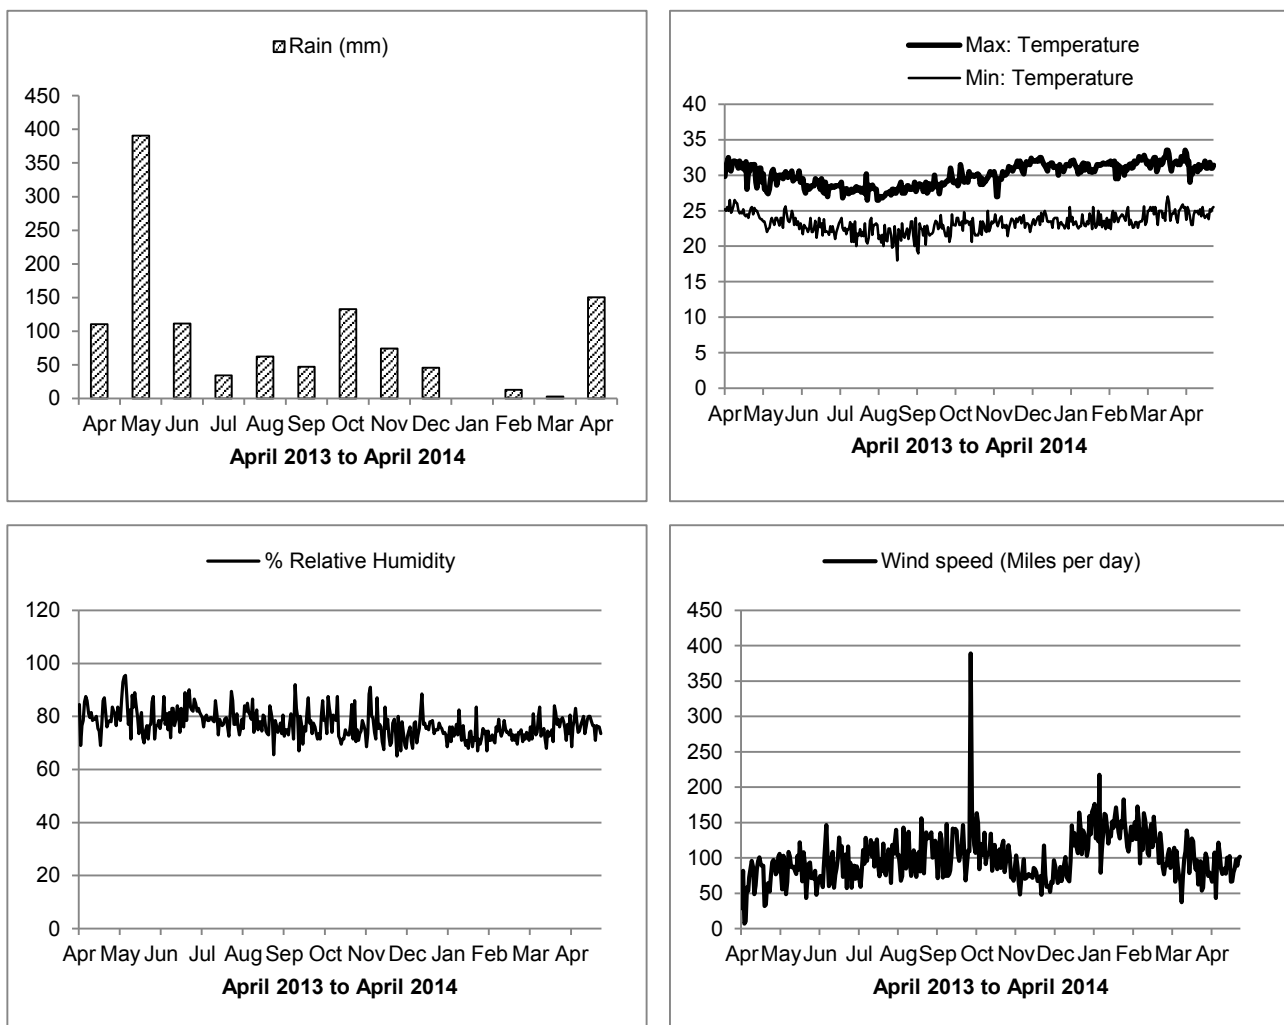 Rain (mm)
450
400
350
300
250
200
150
100
50
0
Apr May Jun Jul Aug Sep Oct Nov Dec Jan Feb Mar Apr
April 2013 to April 2014
Max: Temperature
Min: Temperature
40
35
30
25
20
15
10
5
0
Apr May Jun Jul Aug Sep Oct Nov Dec Jan Feb Mar Apr
April 2013 to April 2014
% Relative Humidity
120
100
80
60
40
20
0
Apr May Jun Jul Aug Sep Oct Nov Dec Jan Feb Mar Apr
April 2013 to April 2014
Wind speed (Miles per day)
450
400
350
300
250
200
150
100
50
0
Apr May Jun Jul Aug Sep Oct Nov Dec Jan Feb Mar Apr
April 2013 to April 2014